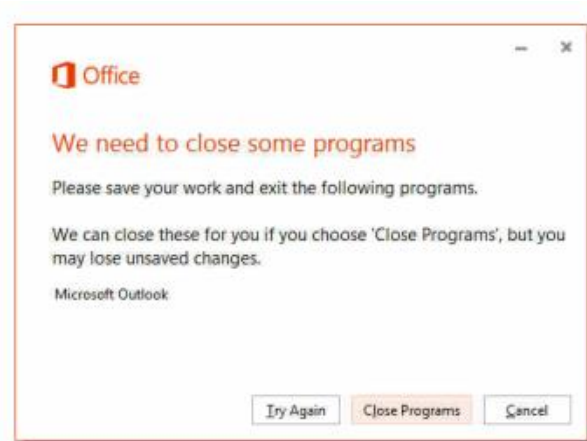 Office
We need to close some programs
Please save your work and exit the following programs.
We can close these for you if you choose 'Close Programs', but you
may lose unsaved changes.
Microsoft Outlook
Try Again Close Programs Cancel